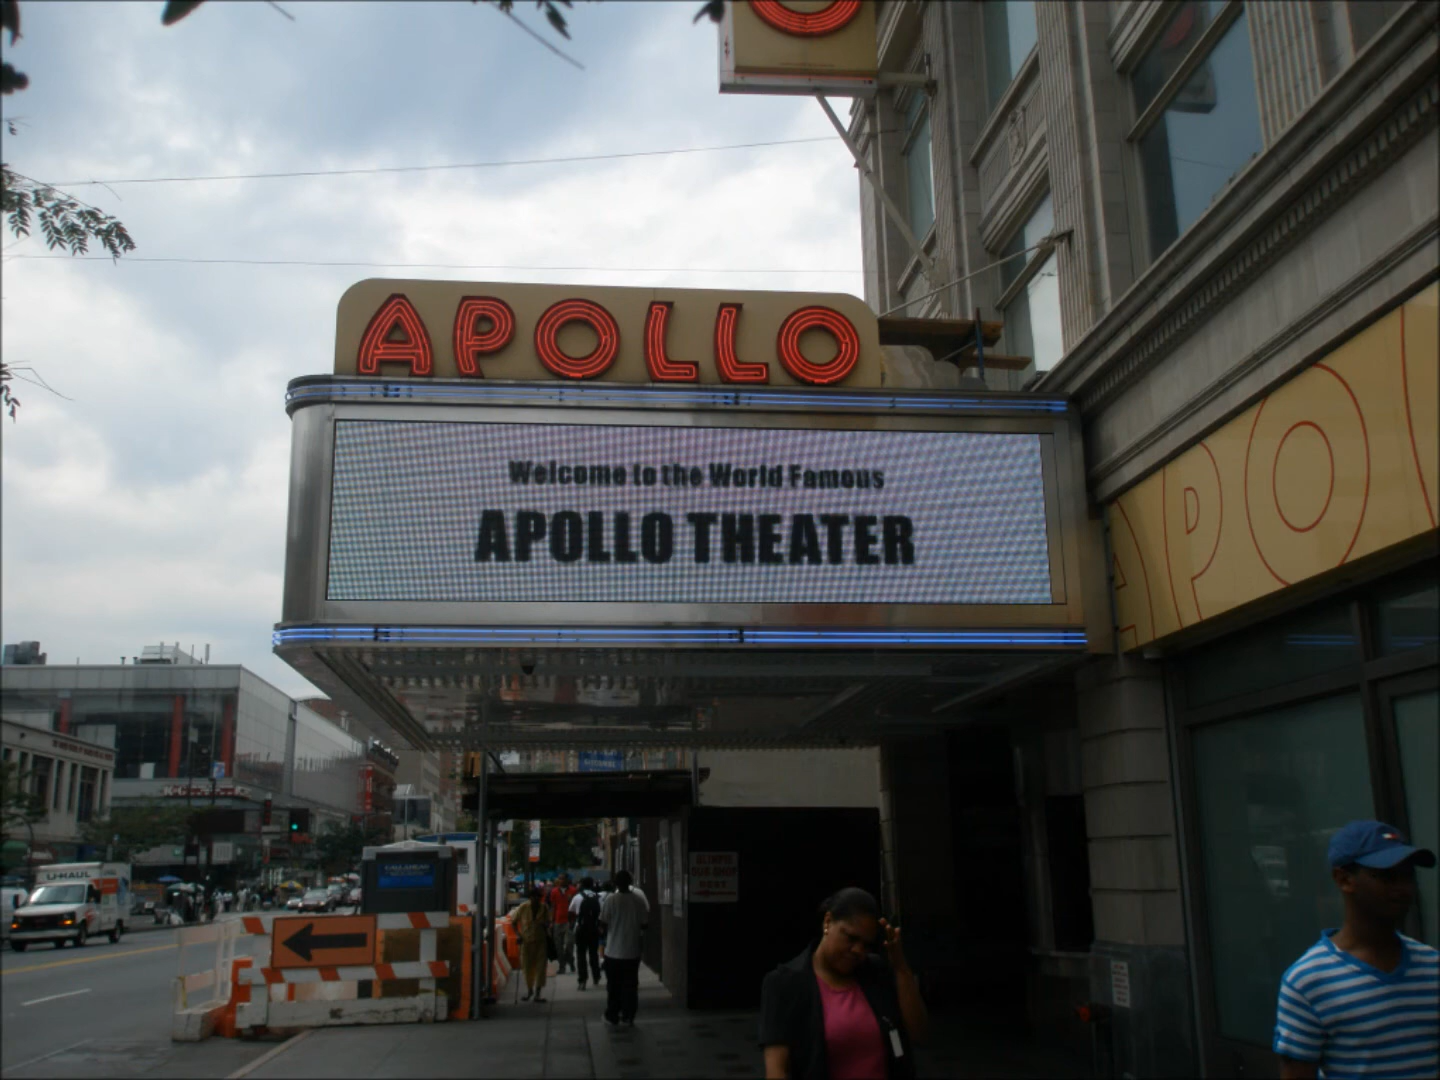 APOLLO
Welcome to the World Famous
APOLLO THEATER
APO
U-HAUL